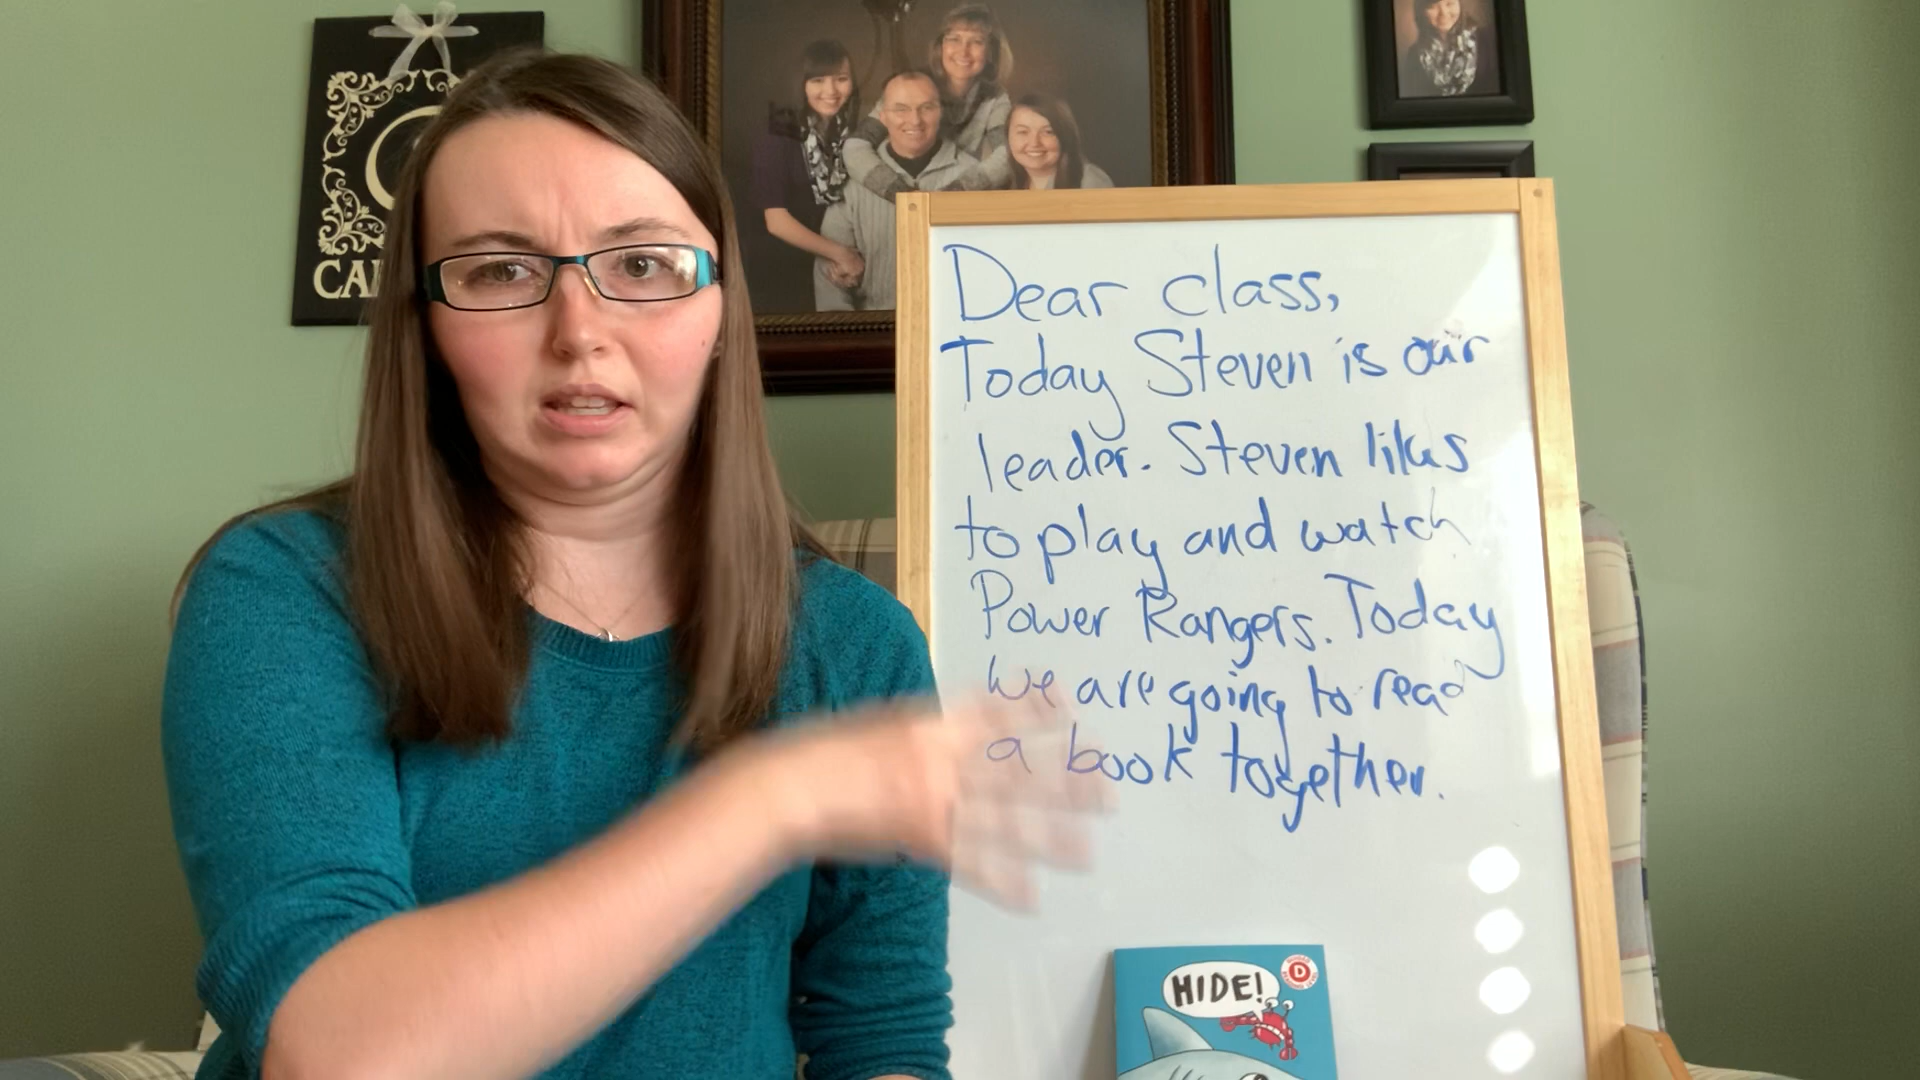 CA
Dear class,
Today Steven is our
leader. Steven likes
to play and watch
Power Rangers. Today
we are going to read
a book together.
HIDE!
D